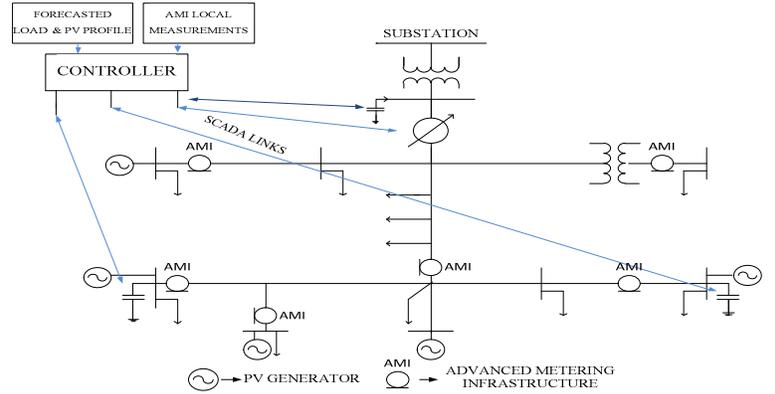 FORECASTED
LOAD & PV PROFILE
AMI LOCAL
MEASUREMENTS
SUBSTATION
CONTROLLER
SCADA LINKS
AMI
AMI
AMI
AMI
AMI
AMI
PV GENERATOR
AMI
ADVANCED METERING
INFRASTRUCTURE